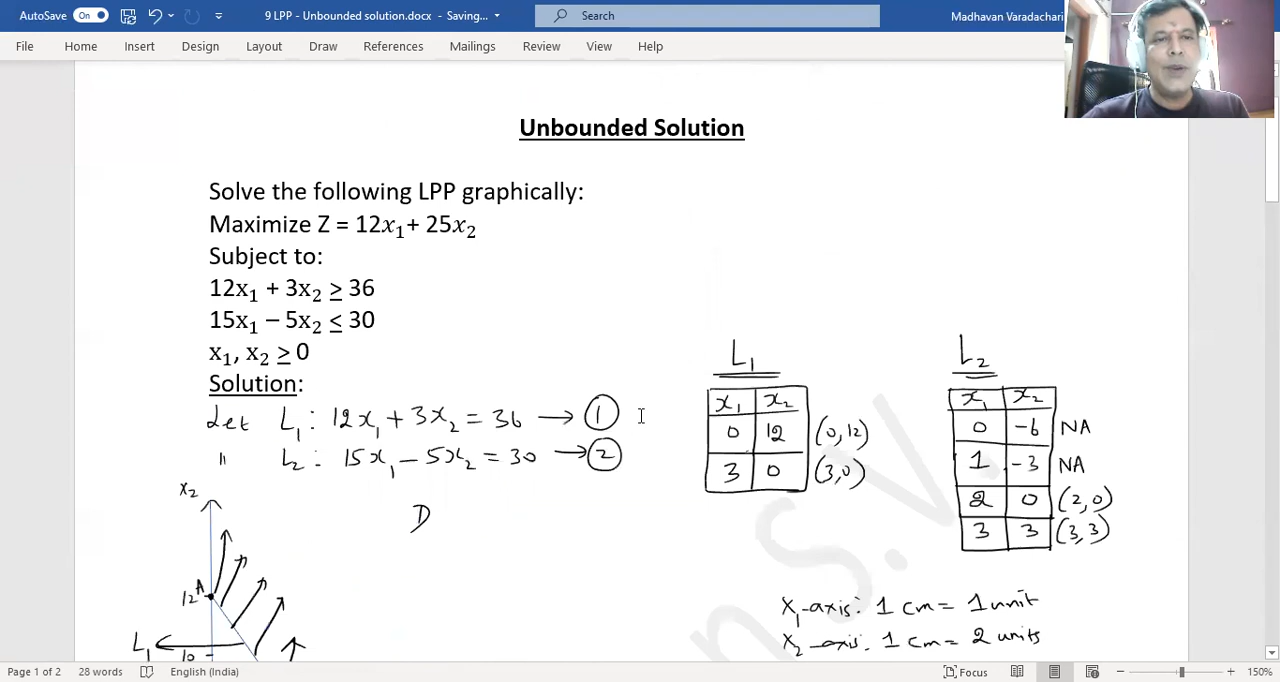 AutoSave On 9 LPP - Unbounded solution.docx - Saving... Search Madhavan Varadachari
File Home Insert Design Layout Draw References Mailings Review View Help
Unbounded Solution
Solve the following LPP graphically:
Maximize Z = 12x₁+ 25x₂
Subject to:
12x₁ + 3x₂ ≥ 36
15x₁ – 5x₂ ≤ 30
x₁, x₂ ≥ 0
Solution:
Let L₁ : 12x₁ + 3x₂ = 36 → 1
" L₂ : 15x₁ – 5x₂ = 30 → 2
L₁
x₁ x₂
0 12 (0,12)
3 0 (3,0)
L₂
x₁ x₂
0 -6 NA
1 -3 NA
2 0 (2,0)
3 3 (3,3)
x₂
D
12 A
L₁
10
x₁-axis: 1 cm = 1 unit
x₂-axis: 1 cm = 2 units
n S.V.
Page 1 of 2 28 words English (India) Focus 150%